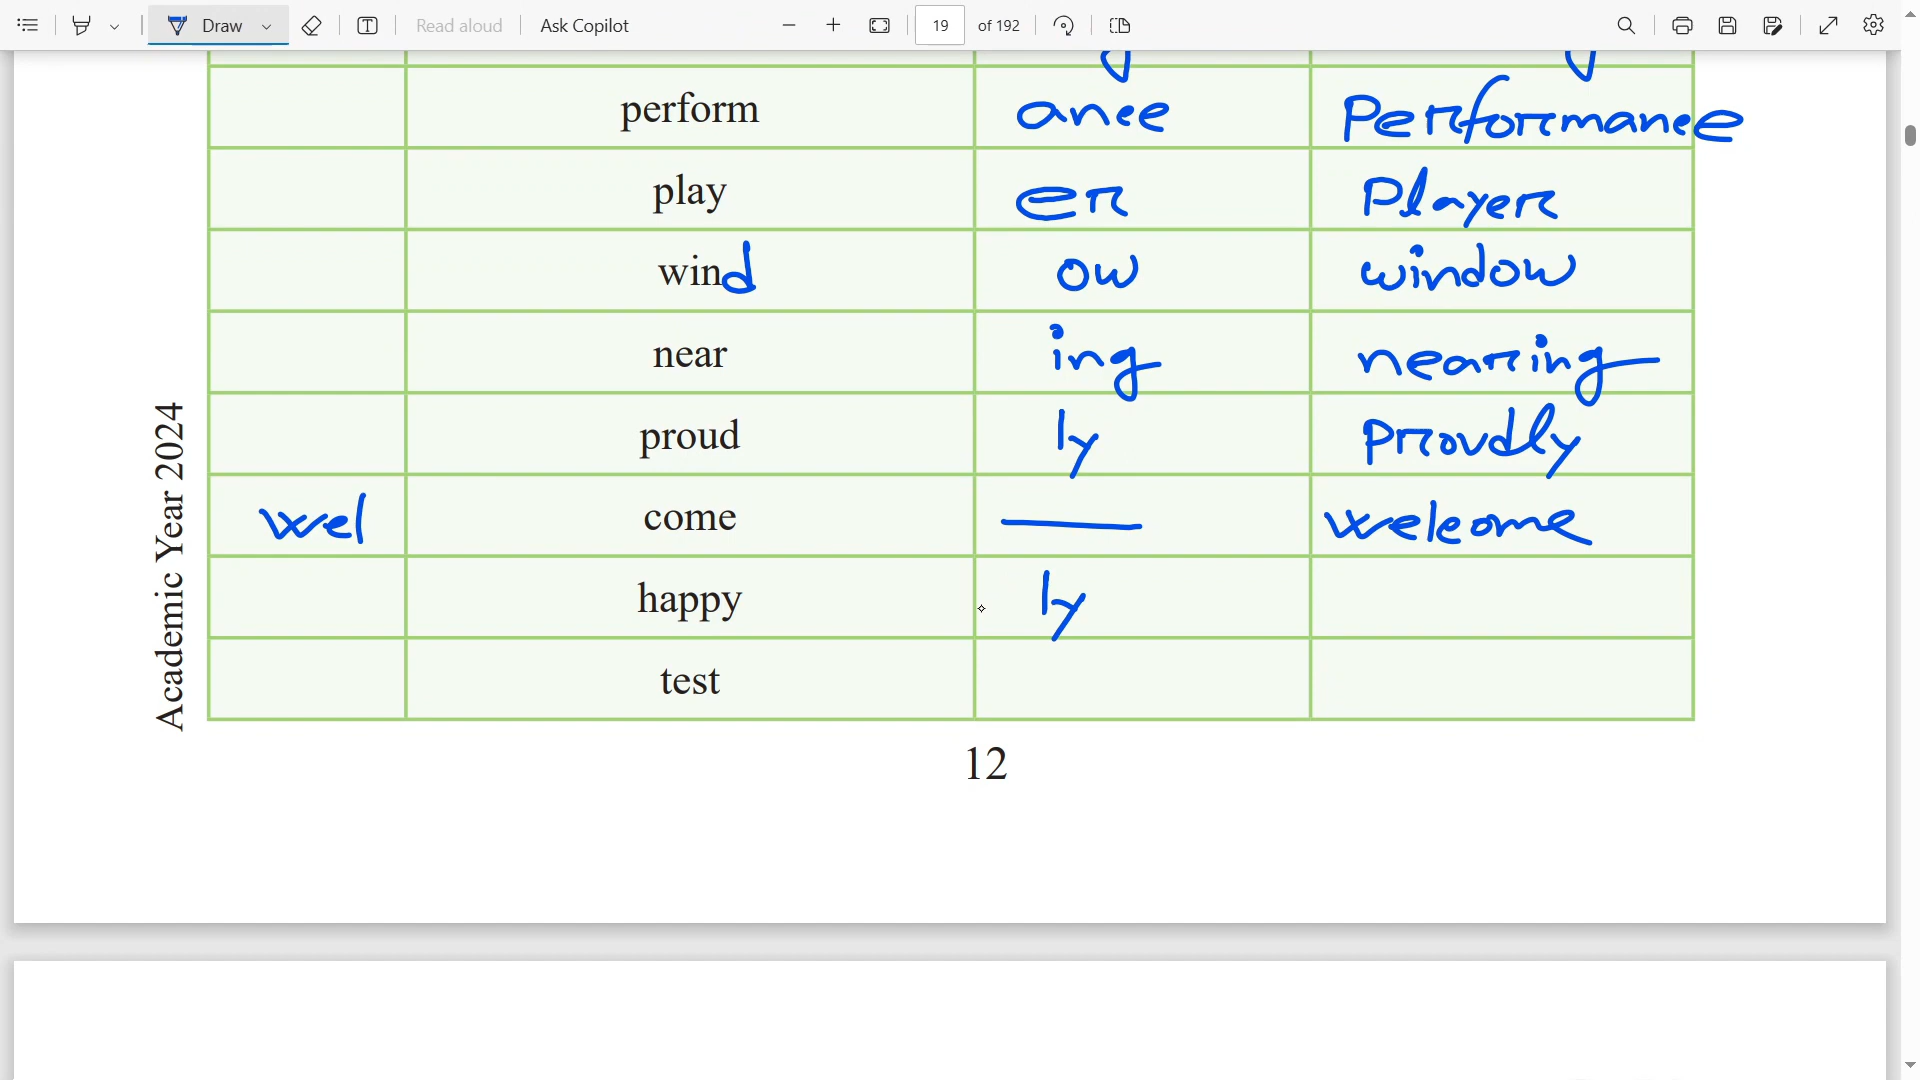 Draw Read aloud Ask Copilot 19 of 192
perform ance Performance
play er Player
wind ow window
near ing nearing
proud ly proudly
wel come welcome
happy ly
test
Academic Year 2024
12